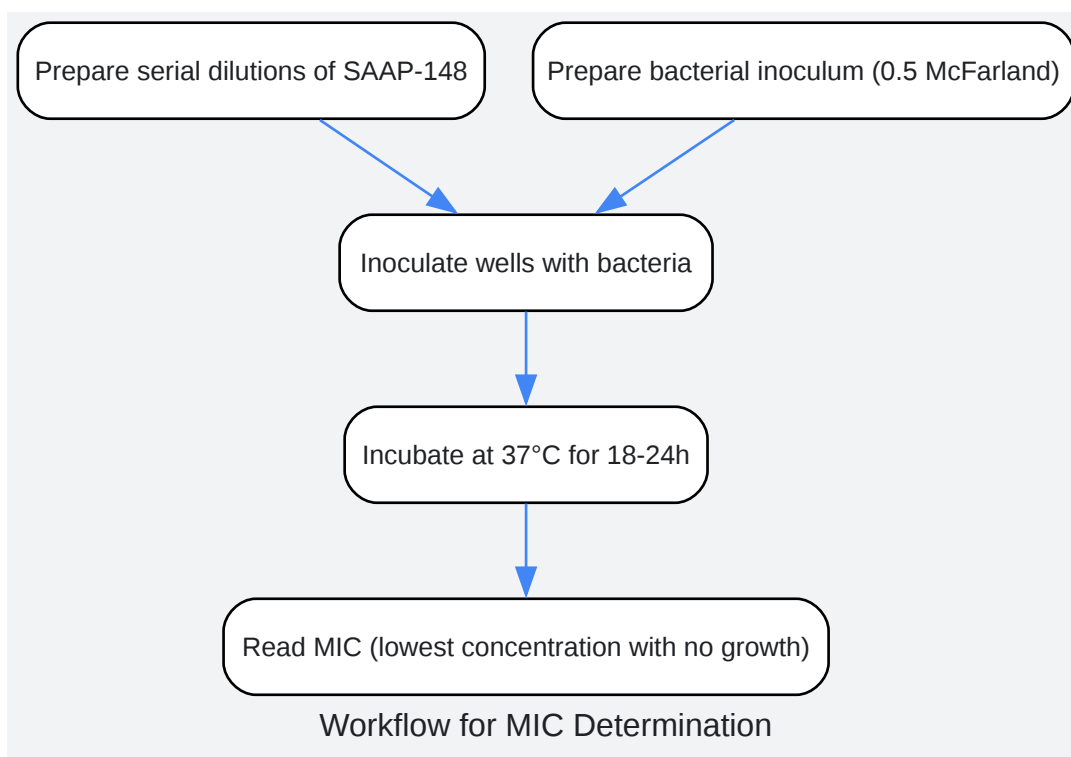 Prepare serial dilutions of SAAP-148
Prepare bacterial inoculum (0.5 McFarland)
Inoculate wells with bacteria
Incubate at 37°C for 18-24h
Read MIC (lowest concentration with no growth)
Workflow for MIC Determination